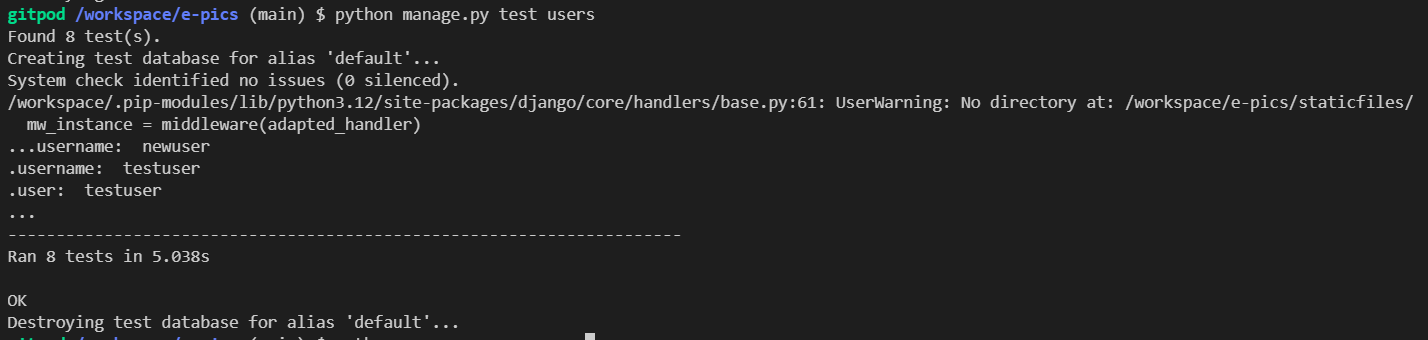 gitpod /workspace/e-pics (main) $ python manage.py test users
Found 8 test(s).
Creating test database for alias 'default'...
System check identified no issues (0 silenced).
/workspace/.pip-modules/lib/python3.12/site-packages/django/core/handlers/base.py:61: UserWarning: No directory at: /workspace/e-pics/staticfiles/
  mw_instance = middleware(adapted_handler)
...username:  newuser
.username:  testuser
.user:  testuser
...
----------------------------------------------------------------------
Ran 8 tests in 5.038s

OK
Destroying test database for alias 'default'...